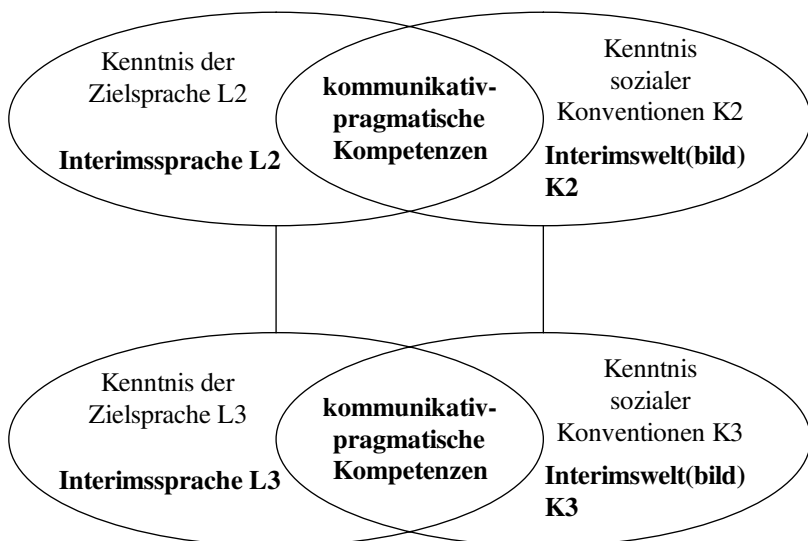 Kenntnis der
Zielsprache L2
Interimssprache L2
kommunikativ-
pragmatische
Kompetenzen
Kenntnis
sozialer
Konventionen K2
Interimswelt(bild)
K2
Kenntnis der
Zielsprache L3
Interimssprache L3
kommunikativ-
pragmatische
Kompetenzen
Kenntnis
sozialer
Konventionen K3
Interimswelt(bild)
K3